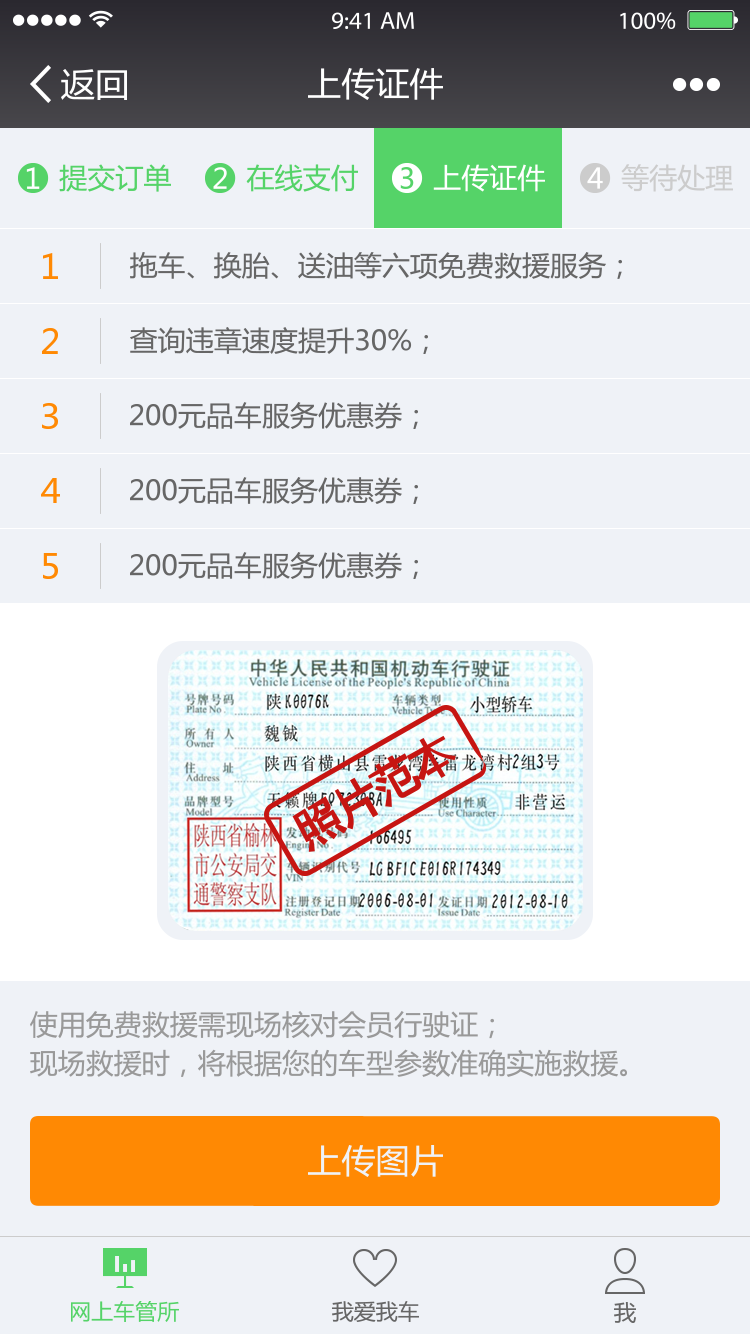 9:41 AM 100%
返回 上传证件
1 提交订单 2 在线支付 3 上传证件 4 等待处理
1 拖车、换胎、送油等六项免费救援服务；
2 查询违章速度提升30%；
3 200元品车服务优惠券；
4 200元品车服务优惠券；
5 200元品车服务优惠券；
中华人民共和国机动车行驶证
Vehicle License of the People's Republic of China
号牌号码 陕K0076K 车辆类型 小型轿车
Plate No. Vehicle Type
所有人 魏铖
Owner
住址 陕西省横山县雷龙湾乡雷龙湾村2组3号
Address
照片范本
品牌型号 天籁牌 使用性质 非营运
Model Use Character
陕西省榆林
市公安局交
通警察支队
Engine No. 166495
车辆识别代号 LGBF1CE016R174349
VIN
注册登记日期 2006-08-01 发证日期 2012-08-10
Register Date Issue Date
使用免费救援需现场核对会员行驶证；
现场救援时，将根据您的车型参数准确实施救援。
上传图片
网上车管所 我爱我车 我